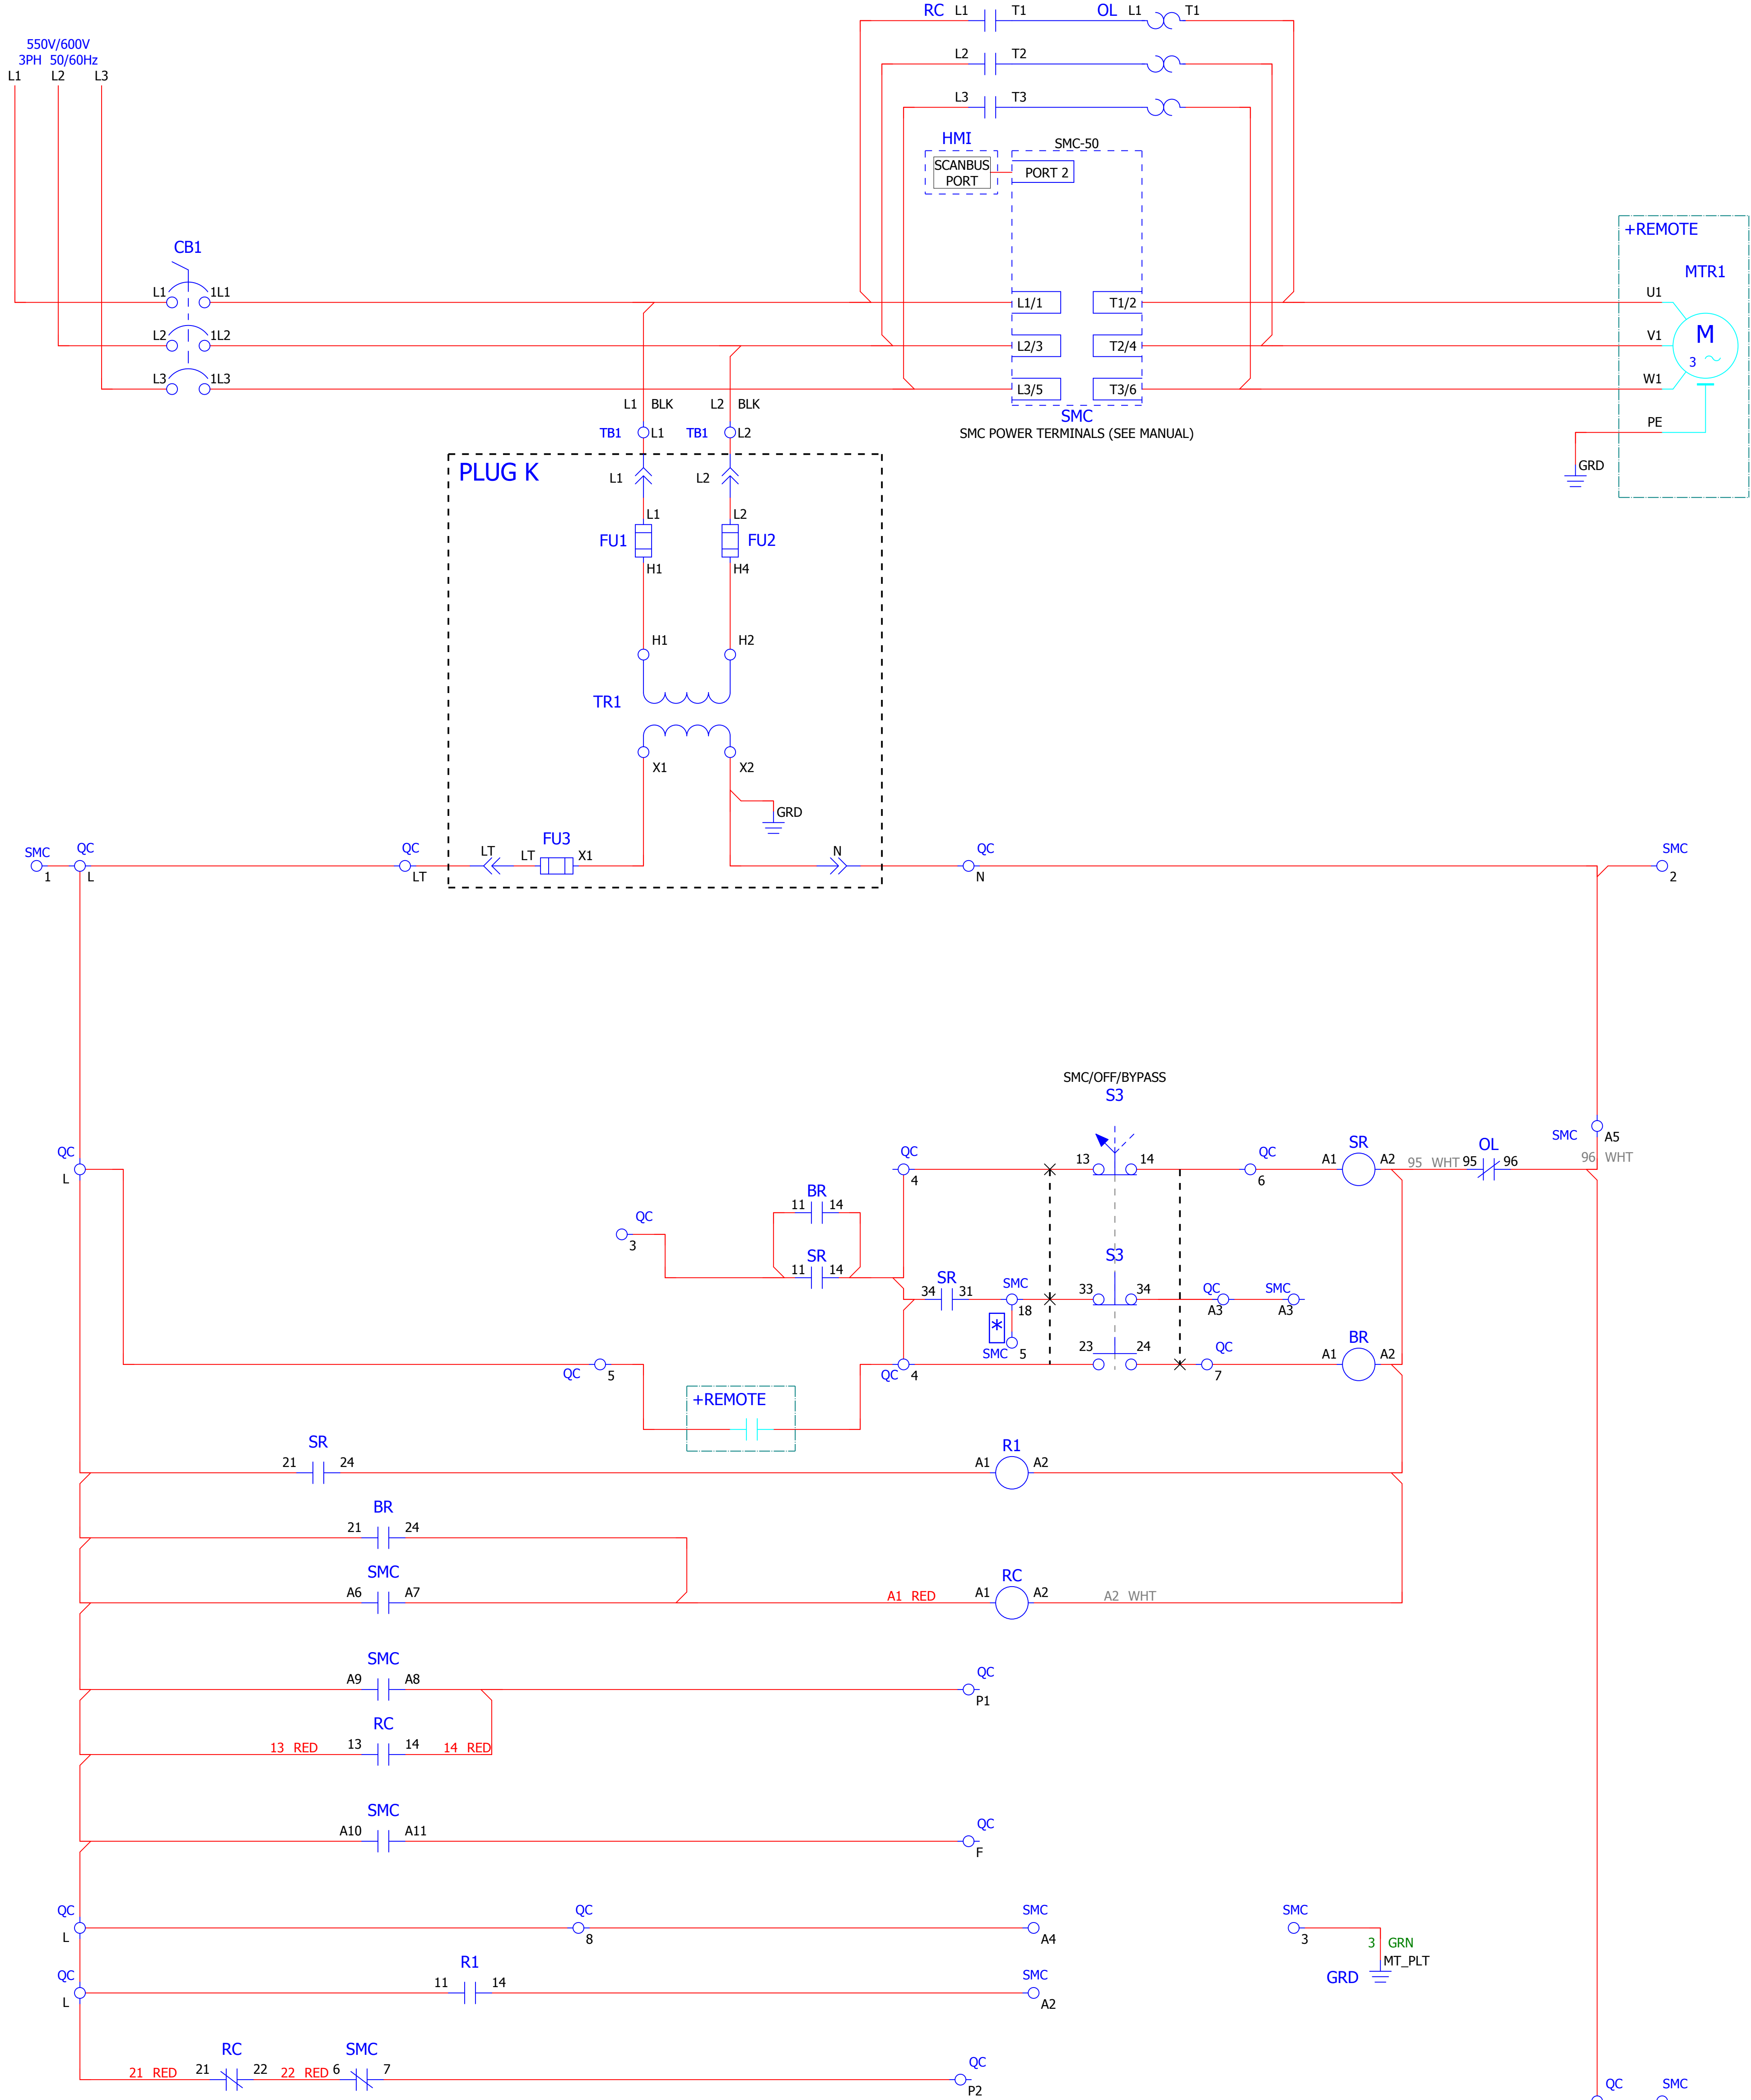 RC L1 T1 OL L1 T1
550V/600V
3PH 50/60Hz
L1 L2 L3
L2 T2
L3 T3
HMI
SMC-50
SCANBUS
PORT
PORT 2
+REMOTE
MTR1
CB1
L1 1L1
L1/1 T1/2
U1
L2 1L2
L2/3 T2/4
V1
M
3
L3 1L3
L3/5 T3/6
W1
L1 BLK L2 BLK
SMC
SMC POWER TERMINALS (SEE MANUAL)
PE
TB1 L1 TB1 L2
GRD
PLUG K
L1 L2
L1 L2
FU1 FU2
H1 H4
H1 H2
TR1
X1 X2
GRD
SMC QC QC FU3 QC SMC
LT LT X1 N
1 L LT N 2
SMC/OFF/BYPASS
S3
SMC A5
QC QC 13 14 QC SR OL
A1 A2 95 WHT 95 96 96 WHT
L 4 6
BR
11 14
QC
3
SR
11 14
S3
SR
34 31
SMC
18
33 34
QC
A3
SMC
A3
*
SMC 5
23 24
QC
7
BR
A1 A2
QC 5
QC 4
+REMOTE
SR
21 24
R1
A1 A2
BR
21 24
SMC
A6 A7
A1 RED
RC
A1 A2
A2 WHT
SMC
A9 A8
QC
P1
RC
13 RED 13 14 14 RED
SMC
A10 A11
QC
F
QC QC SMC SMC
L 8 A4 3
3 GRN
MT_PLT
GRD
QC R1 SMC
11 14
L A2
RC SMC QC
21 RED 21 22 22 RED 6 7
P2
QC SMC